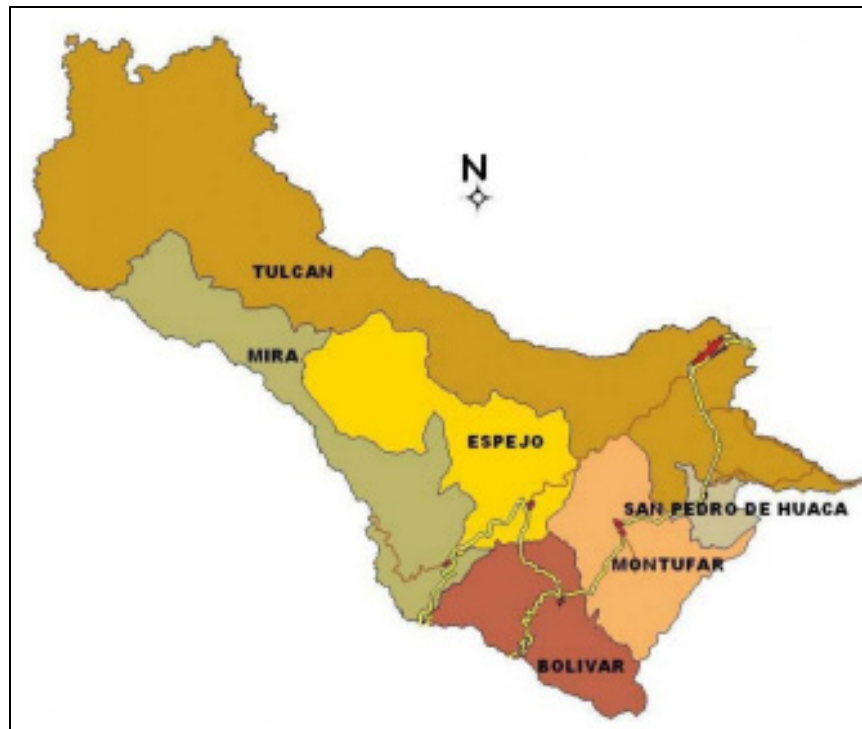 N
TULCAN
MIRA
ESPEJO
SAN PEDRO DE HUACA
MONTUFAR
BOLIVAR